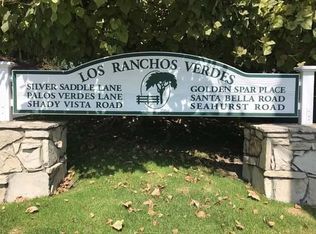 LOS RANCHOS VERDES
SILVER SADDLE LANE
PALOS VERDES LANE
SHADY VISTA ROAD
GOLDEN SPAR PLACE
SANTA BELLA ROAD
SEAHURST ROAD